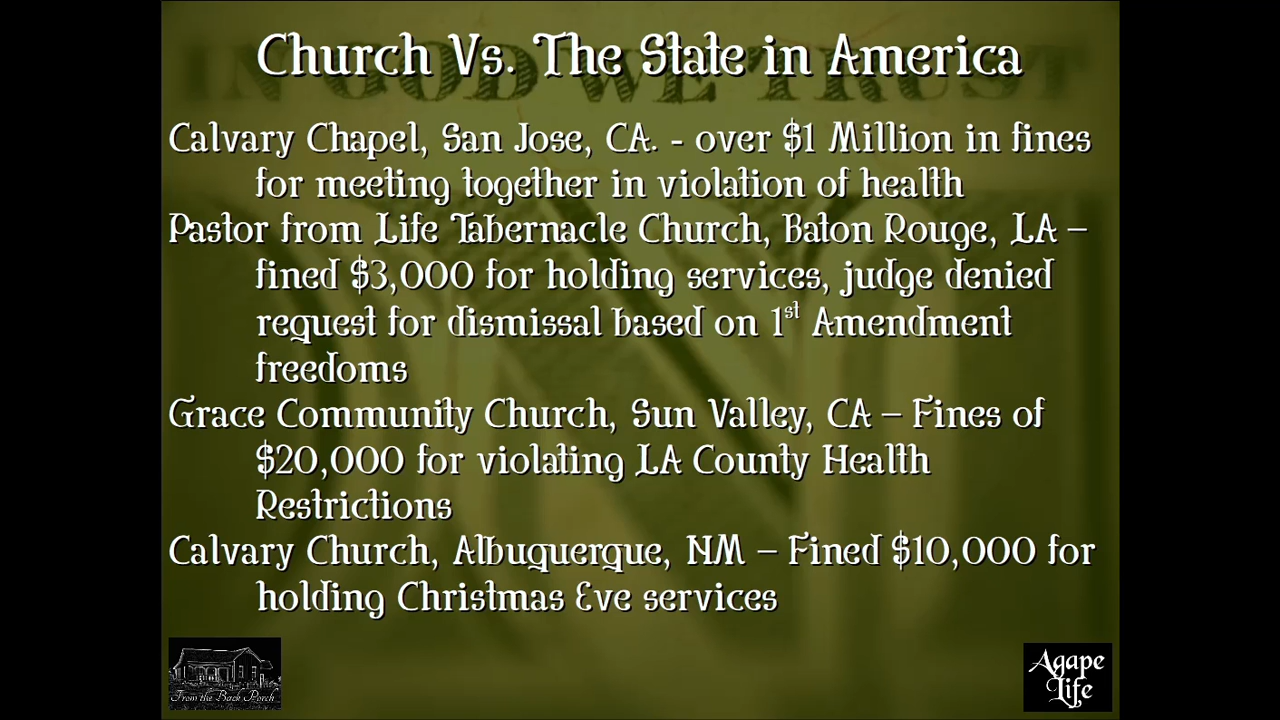 Church Vs. The State in America
IN GOD WE TRUST
Calvary Chapel, San Jose, CA. - over $1 Million in fines
for meeting together in violation of health
Pastor from Life Tabernacle Church, Baton Rouge, LA –
fined $3,000 for holding services, judge denied
request for dismissal based on 1st Amendment
freedoms
Grace Community Church, Sun Valley, CA – Fines of
$20,000 for violating LA County Health
Restrictions
Calvary Church, Albuquerque, NM – Fined $10,000 for
holding Christmas Eve services
From the Back Porch
Agape
Life